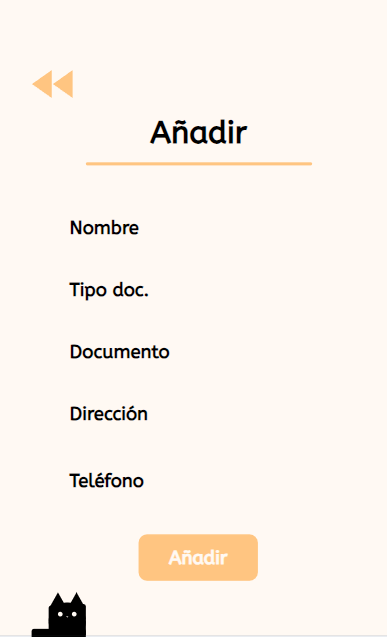 Añadir
Nombre
Tipo doc.
Documento
Dirección
Teléfono
Añadir